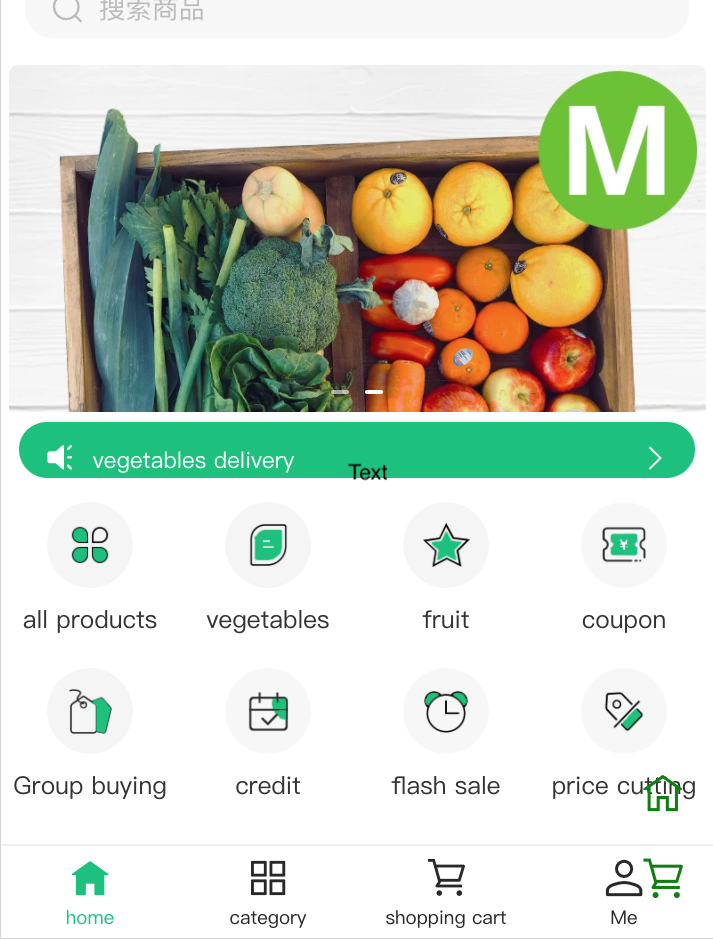 搜索商品
M
vegetables delivery
Text
all products
vegetables
fruit
coupon
¥
Group buying
credit
flash sale
price cutting
home
category
shopping cart
Me